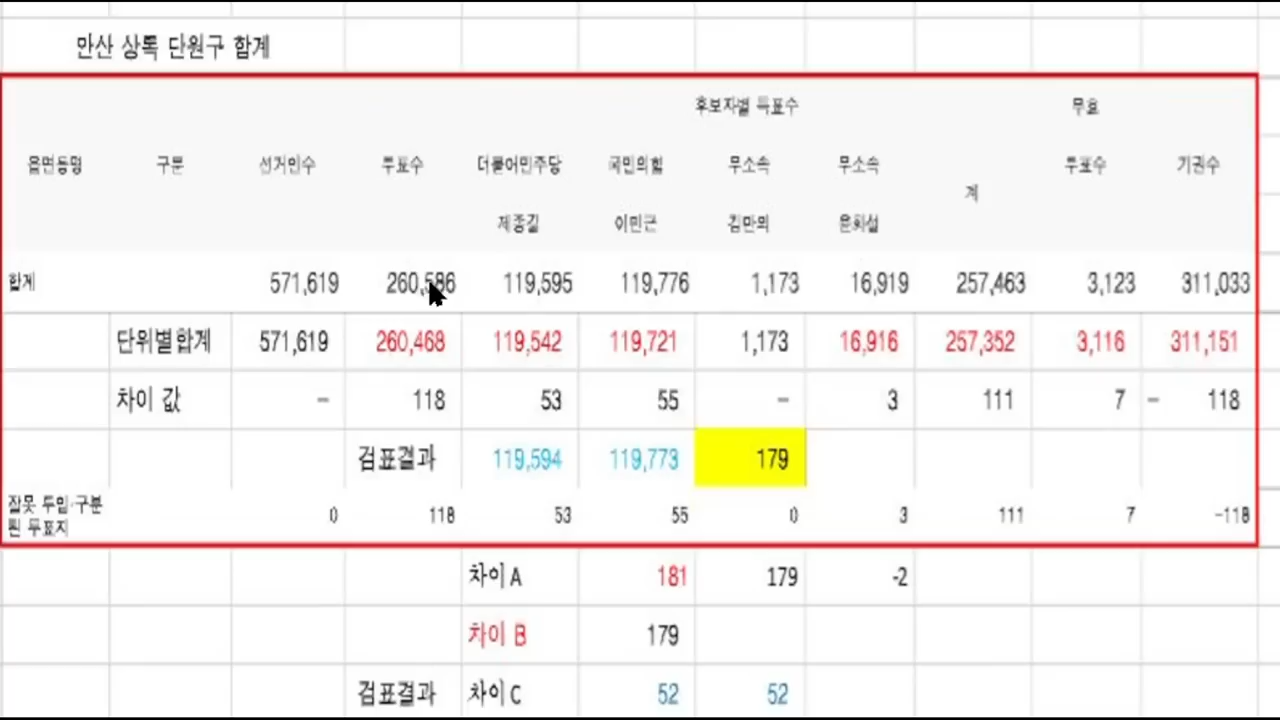 안산 상록 단원구 합계
후보자별 득표수 무효
읍면동명 구분 선거인수 투표수 더불어민주당 국민의힘 무소속 무소속 계 투표수 기권수
제종길 이민근 김만의 윤화섭
합계 571,619 260,586 119,595 119,776 1,173 16,919 257,463 3,123 311,033
단위별합계 571,619 260,468 119,542 119,721 1,173 16,916 257,352 3,116 311,151
차이 값 - 118 53 55 - 3 111 7 - 118
검표결과 119,594 119,773 179
잘못 투입·구분
된 투표지 0 118 53 55 0 3 111 7 -118
차이 A 181 179 -2
차이 B 179
검표결과 차이 C 52 52